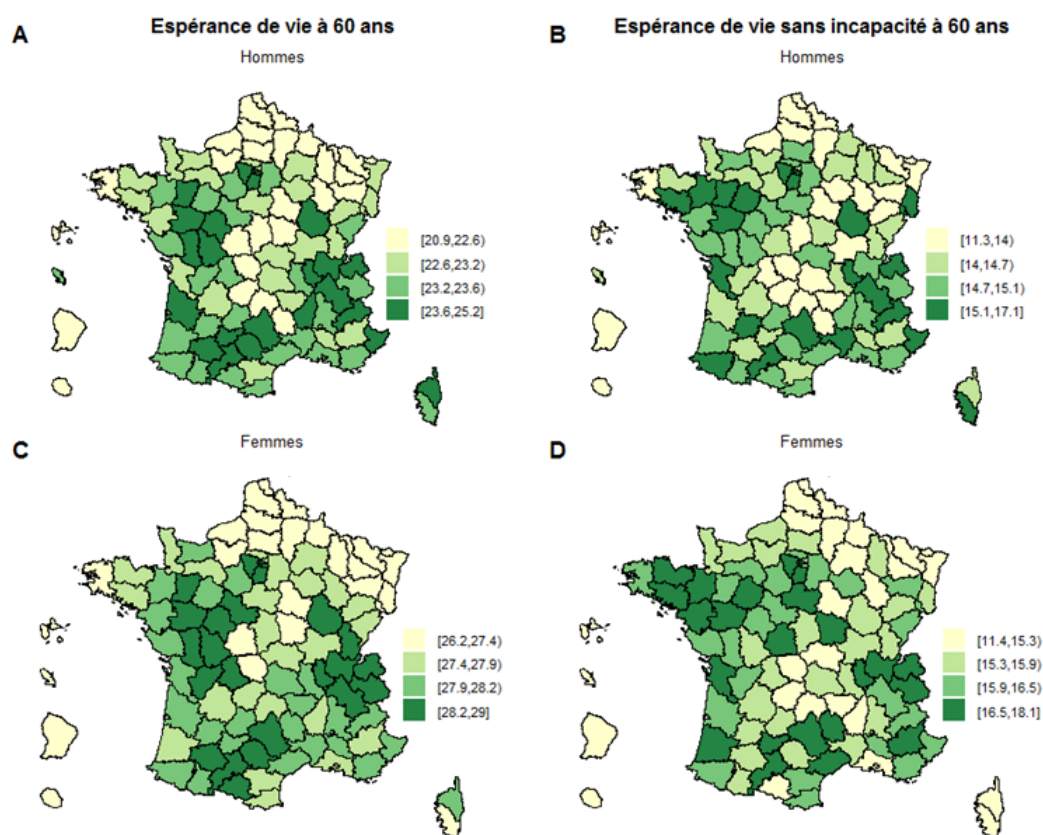 A
Espérance de vie à 60 ans
Hommes
[20.9,22.6)
[22.6,23.2)
[23.2,23.6)
[23.6,25.2]
B
Espérance de vie sans incapacité à 60 ans
Hommes
[11.3,14)
[14,14.7)
[14.7,15.1)
[15.1,17.1]
C
Femmes
[26.2,27.4)
[27.4,27.9)
[27.9,28.2)
[28.2,29]
D
Femmes
[11.4,15.3)
[15.3,15.9)
[15.9,16.5)
[16.5,18.1]